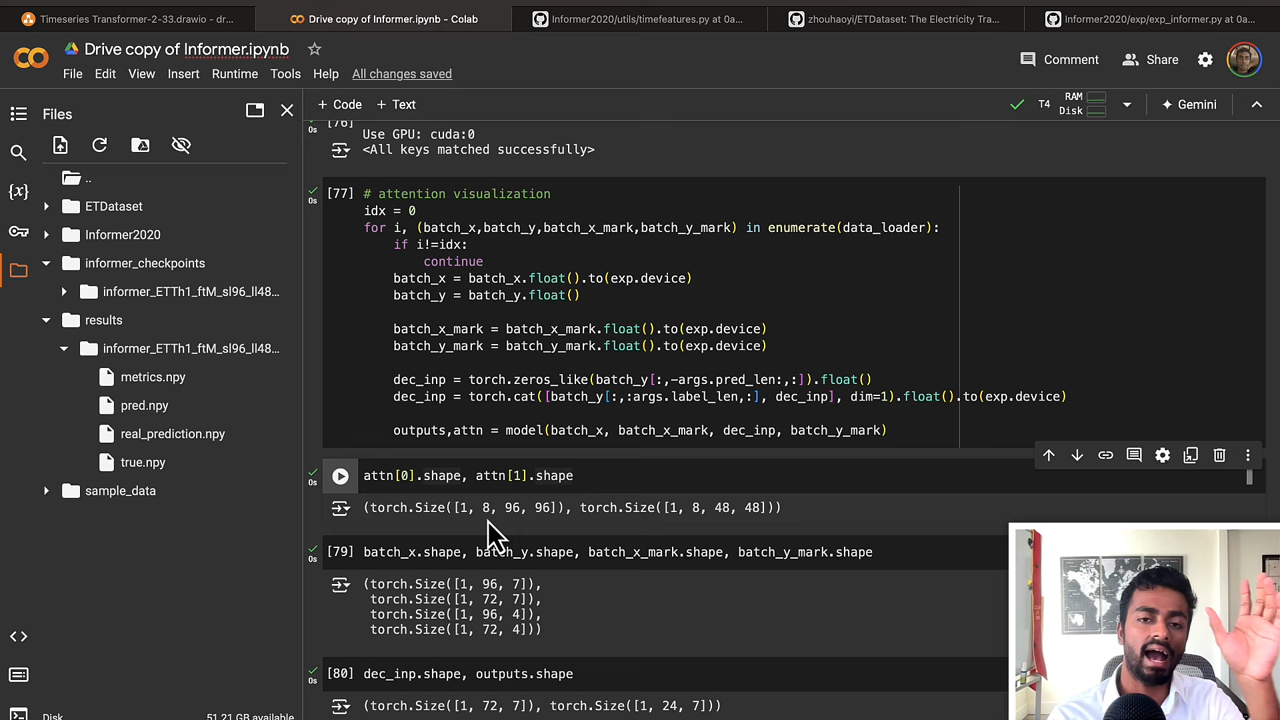 Timeseries Transformer-2-33.drawio - dr...
Drive copy of Informer.ipynb - Colab
Informer2020/utils/timefeatures.py at 0a...
zhouhaoyi/ETDataset: The Electricity Tra...
Informer2020/exp/exp_informer.py at 0a...
Drive copy of Informer.ipynb
File Edit View Insert Runtime Tools Help All changes saved
Comment
Share
Files
+ Code + Text
T4
RAM
Disk
Gemini
..
ETDataset
Informer2020
informer_checkpoints
informer_ETTh1_ftM_sl96_ll48...
results
informer_ETTh1_ftM_sl96_ll48...
metrics.npy
pred.npy
real_prediction.npy
true.npy
sample_data
{x}
Disk
51.21 GB available
[76]
0s
Use GPU: cuda:0
<All keys matched successfully>
[77]
0s
# attention visualization
idx = 0
for i, (batch_x,batch_y,batch_x_mark,batch_y_mark) in enumerate(data_loader):
if i!=idx:
continue
batch_x = batch_x.float().to(exp.device)
batch_y = batch_y.float()
batch_x_mark = batch_x_mark.float().to(exp.device)
batch_y_mark = batch_y_mark.float().to(exp.device)
dec_inp = torch.zeros_like(batch_y[:,-args.pred_len:,:]).float()
dec_inp = torch.cat([batch_y[:,:args.label_len,:], dec_inp], dim=1).float().to(exp.device)
outputs,attn = model(batch_x, batch_x_mark, dec_inp, batch_y_mark)
0s
attn[0].shape, attn[1].shape
(torch.Size([1, 8, 96, 96]), torch.Size([1, 8, 48, 48]))
[79]
0s
batch_x.shape, batch_y.shape, batch_x_mark.shape, batch_y_mark.shape
(torch.Size([1, 96, 7]),
torch.Size([1, 72, 7]),
torch.Size([1, 96, 4]),
torch.Size([1, 72, 4]))
[80]
0s
dec_inp.shape, outputs.shape
(torch.Size([1, 72, 7]), torch.Size([1, 24, 7]))